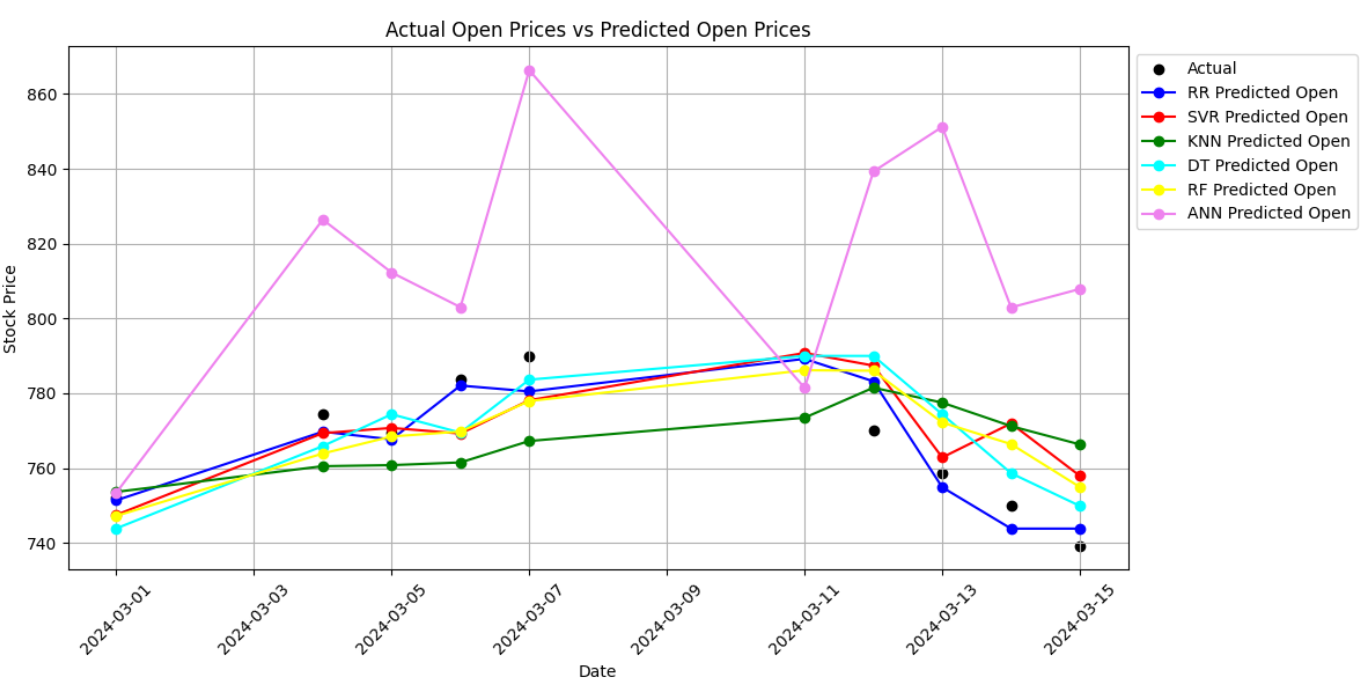 Actual Open Prices vs Predicted Open Prices
Actual
RR Predicted Open
SVR Predicted Open
KNN Predicted Open
DT Predicted Open
RF Predicted Open
ANN Predicted Open
Stock Price
860
840
820
800
780
760
740
2024-03-01
2024-03-03
2024-03-05
2024-03-07
2024-03-09
2024-03-11
2024-03-13
2024-03-15
Date